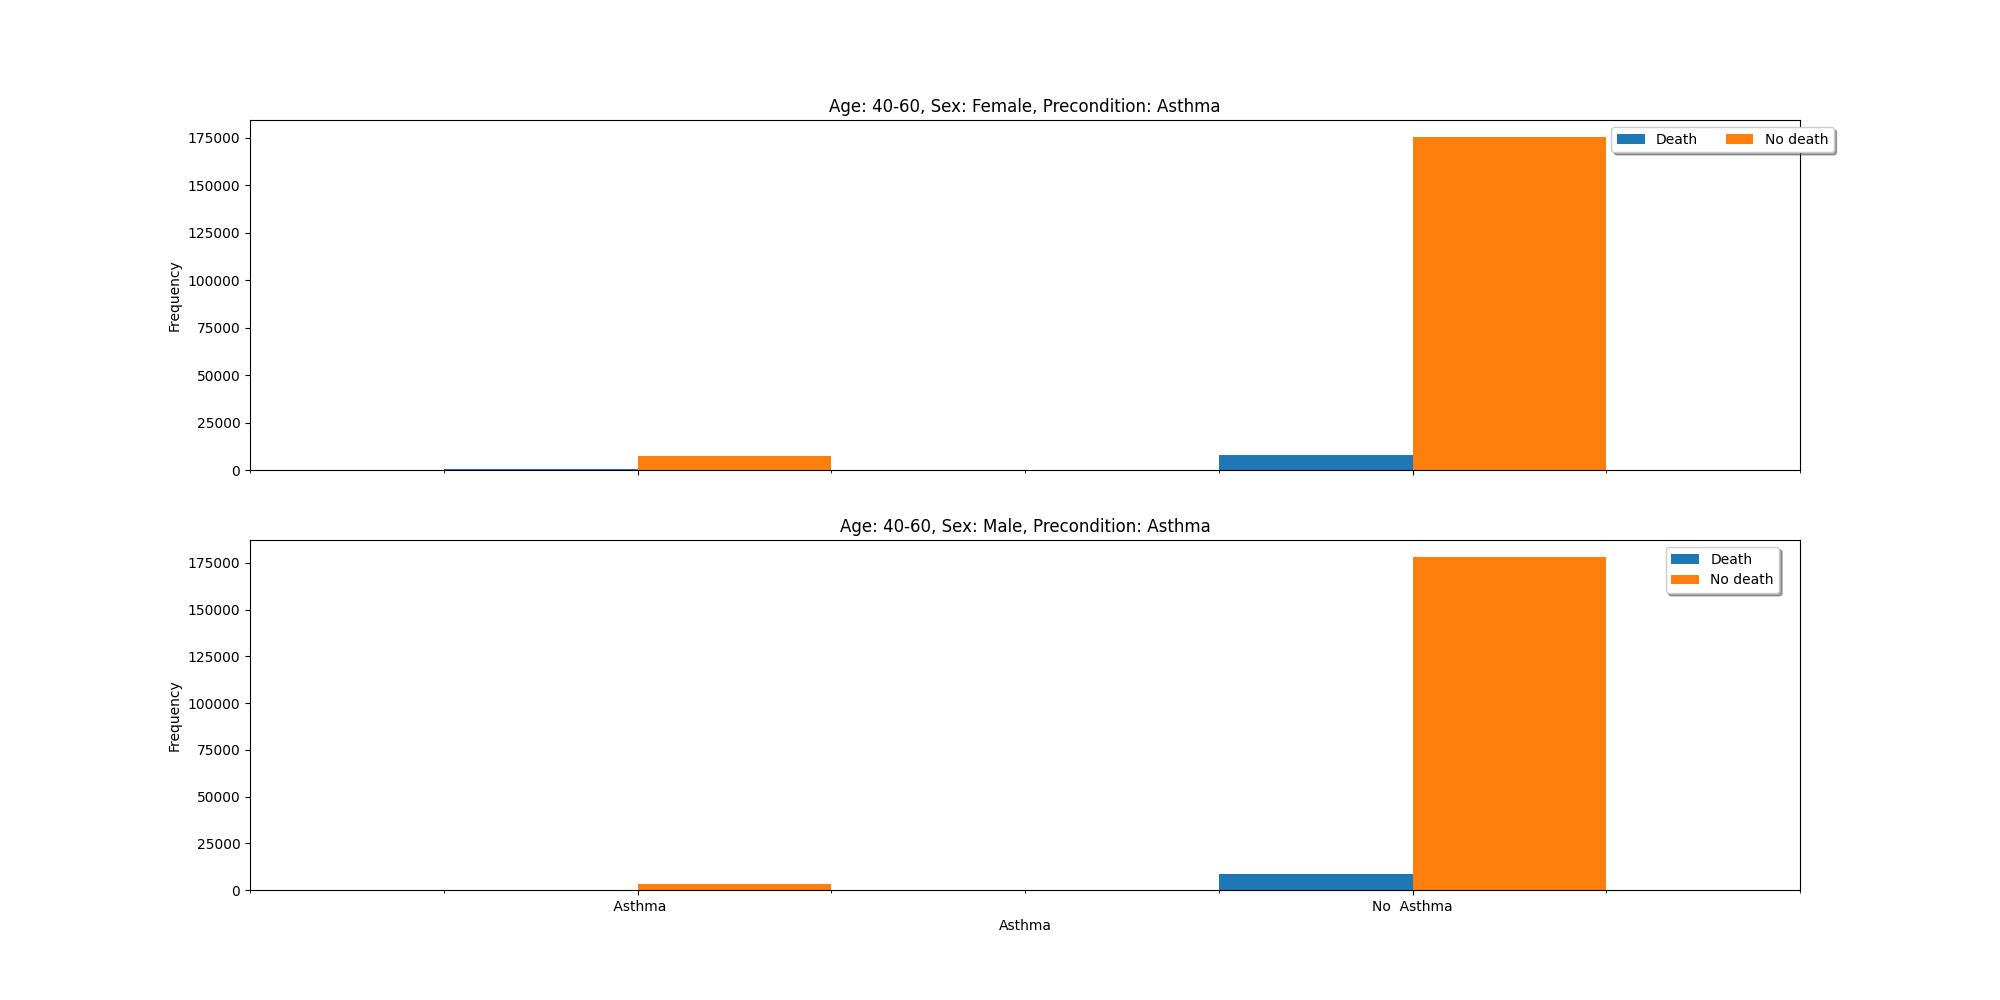 Age: 40-60, Sex: Female, Precondition: Asthma
175000
150000
125000
100000
75000
50000
25000
0
Frequency
Death No death
Age: 40-60, Sex: Male, Precondition: Asthma
175000
150000
125000
100000
75000
50000
25000
0
Frequency
Death
No death
Asthma No  Asthma
Asthma